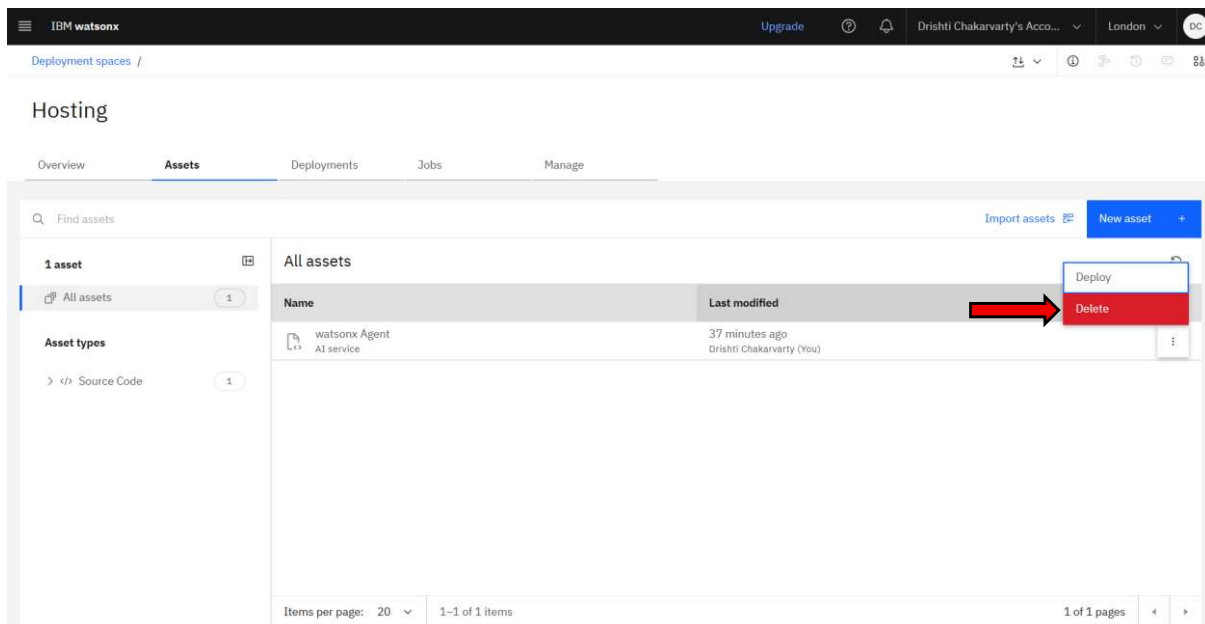 IBM watsonx
Upgrade
Drishti Chakarvarty's Acco...
London
DC
Deployment spaces /
Hosting
Overview
Assets
Deployments
Jobs
Manage
Find assets
Import assets
New asset +
1 asset
All assets 1
Asset types
</> Source Code 1
All assets
Deploy
Delete
Name
Last modified
watsonx Agent
AI service
37 minutes ago
Drishti Chakarvarty (You)
Items per page: 20
1–1 of 1 items
1 of 1 pages